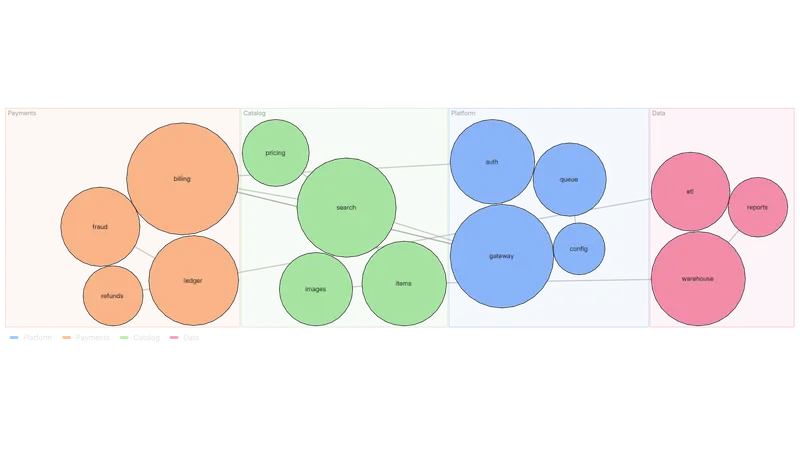 Payments
Catalog
Platform
Data
pricing
billing
auth
queue
etl
reports
search
fraud
gateway
config
ledger
warehouse
refunds
images
items
Platform
Payments
Catalog
Data